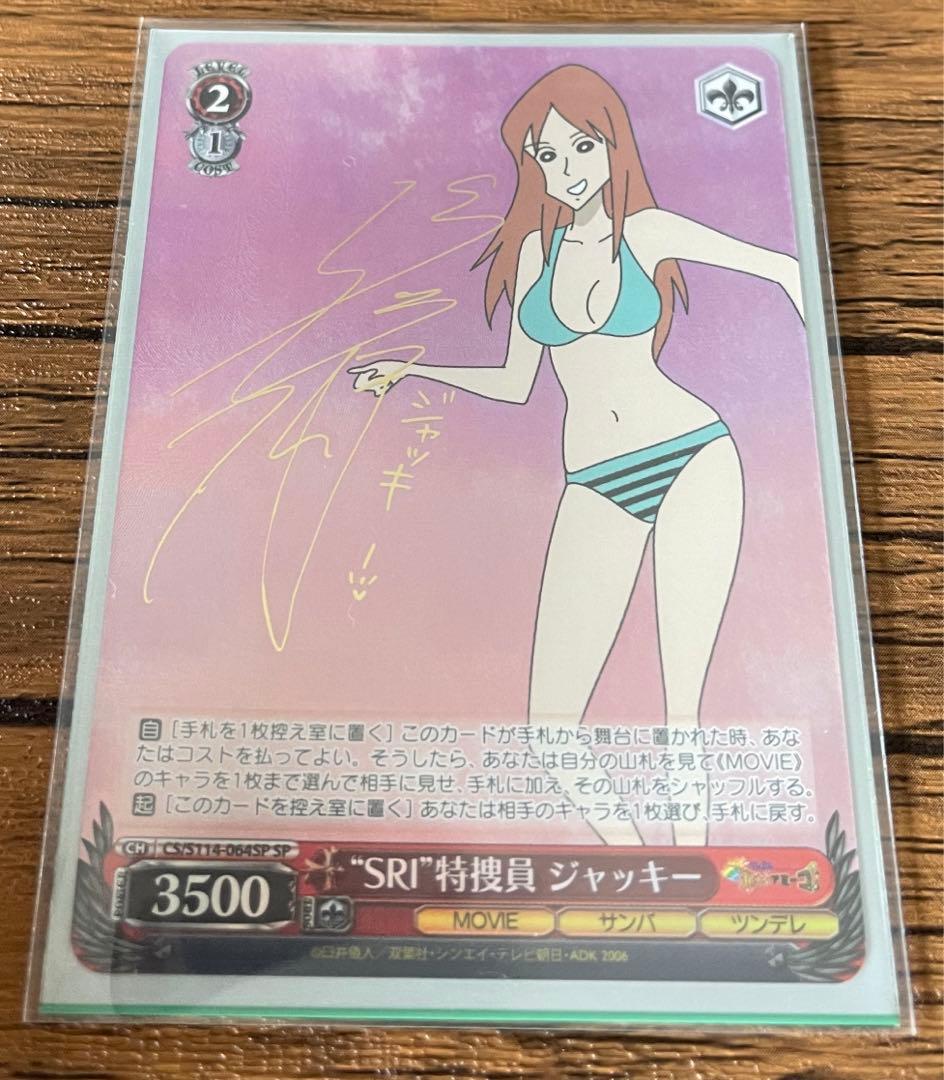 LEVEL
2
1
COST
ジャッキー
自［手札を1枚控え室に置く］このカードが手札から舞台に置かれた時、あな
たはコストを払ってよい。そうしたら、あなたは自分の山札を見て《MOVIE》
のキャラを1枚まで選んで相手に見せ、手札に加え、その山札をシャッフルする。
起［このカードを控え室に置く］あなたは相手のキャラを1枚選び、手札に戻す。
CH CS/S114-064SP SP
POWER 3500 SOUL
“SRI”特捜員 ジャッキー
MOVIE サンバ ツンデレ
©臼井儀人／双葉社・シンエイ・テレビ朝日・ADK 2006